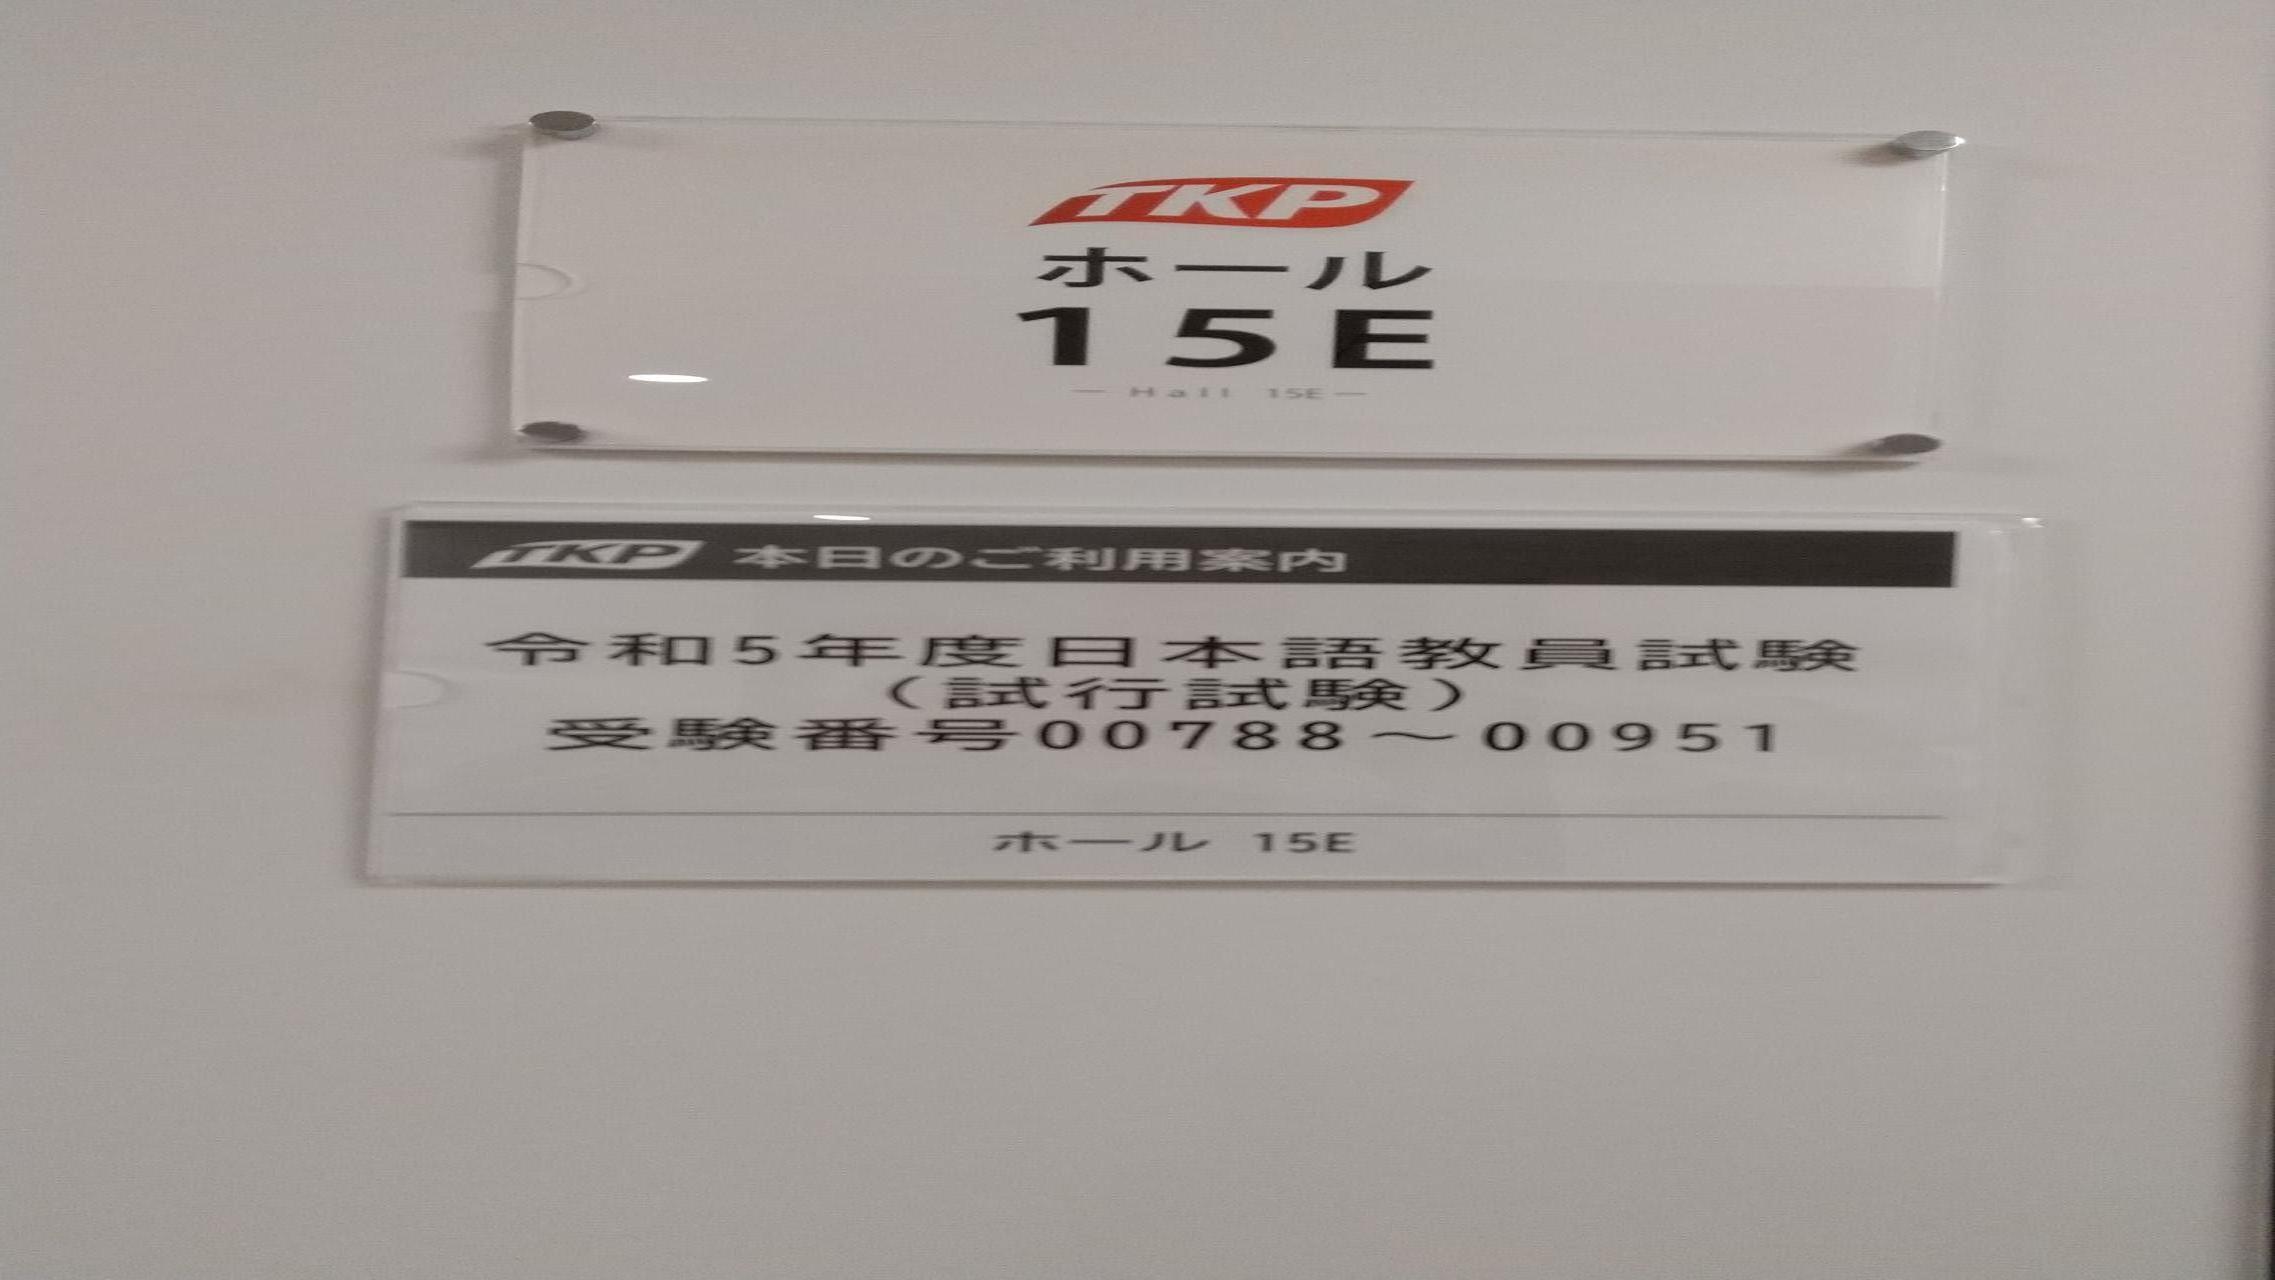 TKP
ホール
15E
— Hall 15E —
TKP 本日のご利用案内
令和5年度日本語教員試験
（試行試験）
受験番号00788～00951
ホール 15E